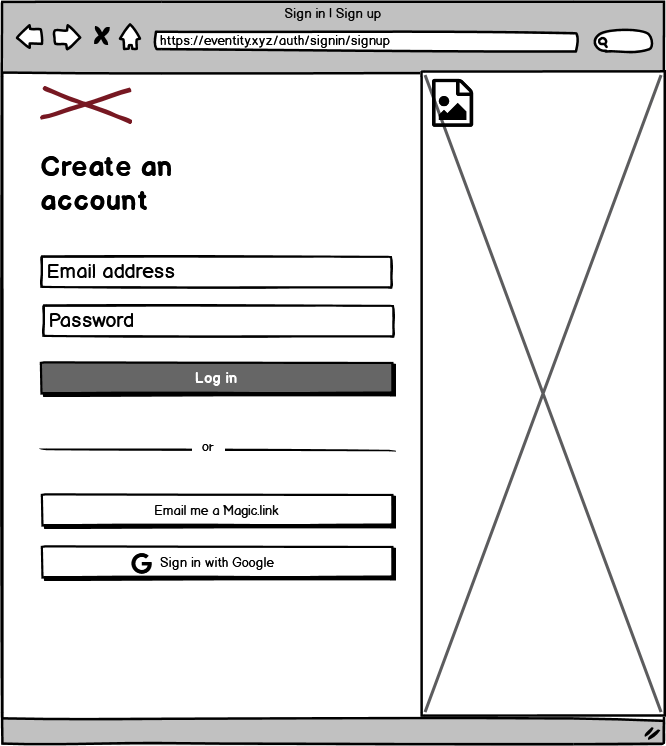 Sign in | Sign up
https://eventity.xyz/auth/signin/signup
Create an
account
Email address
Password
Log in
or
Email me a Magic.link
G Sign in with Google